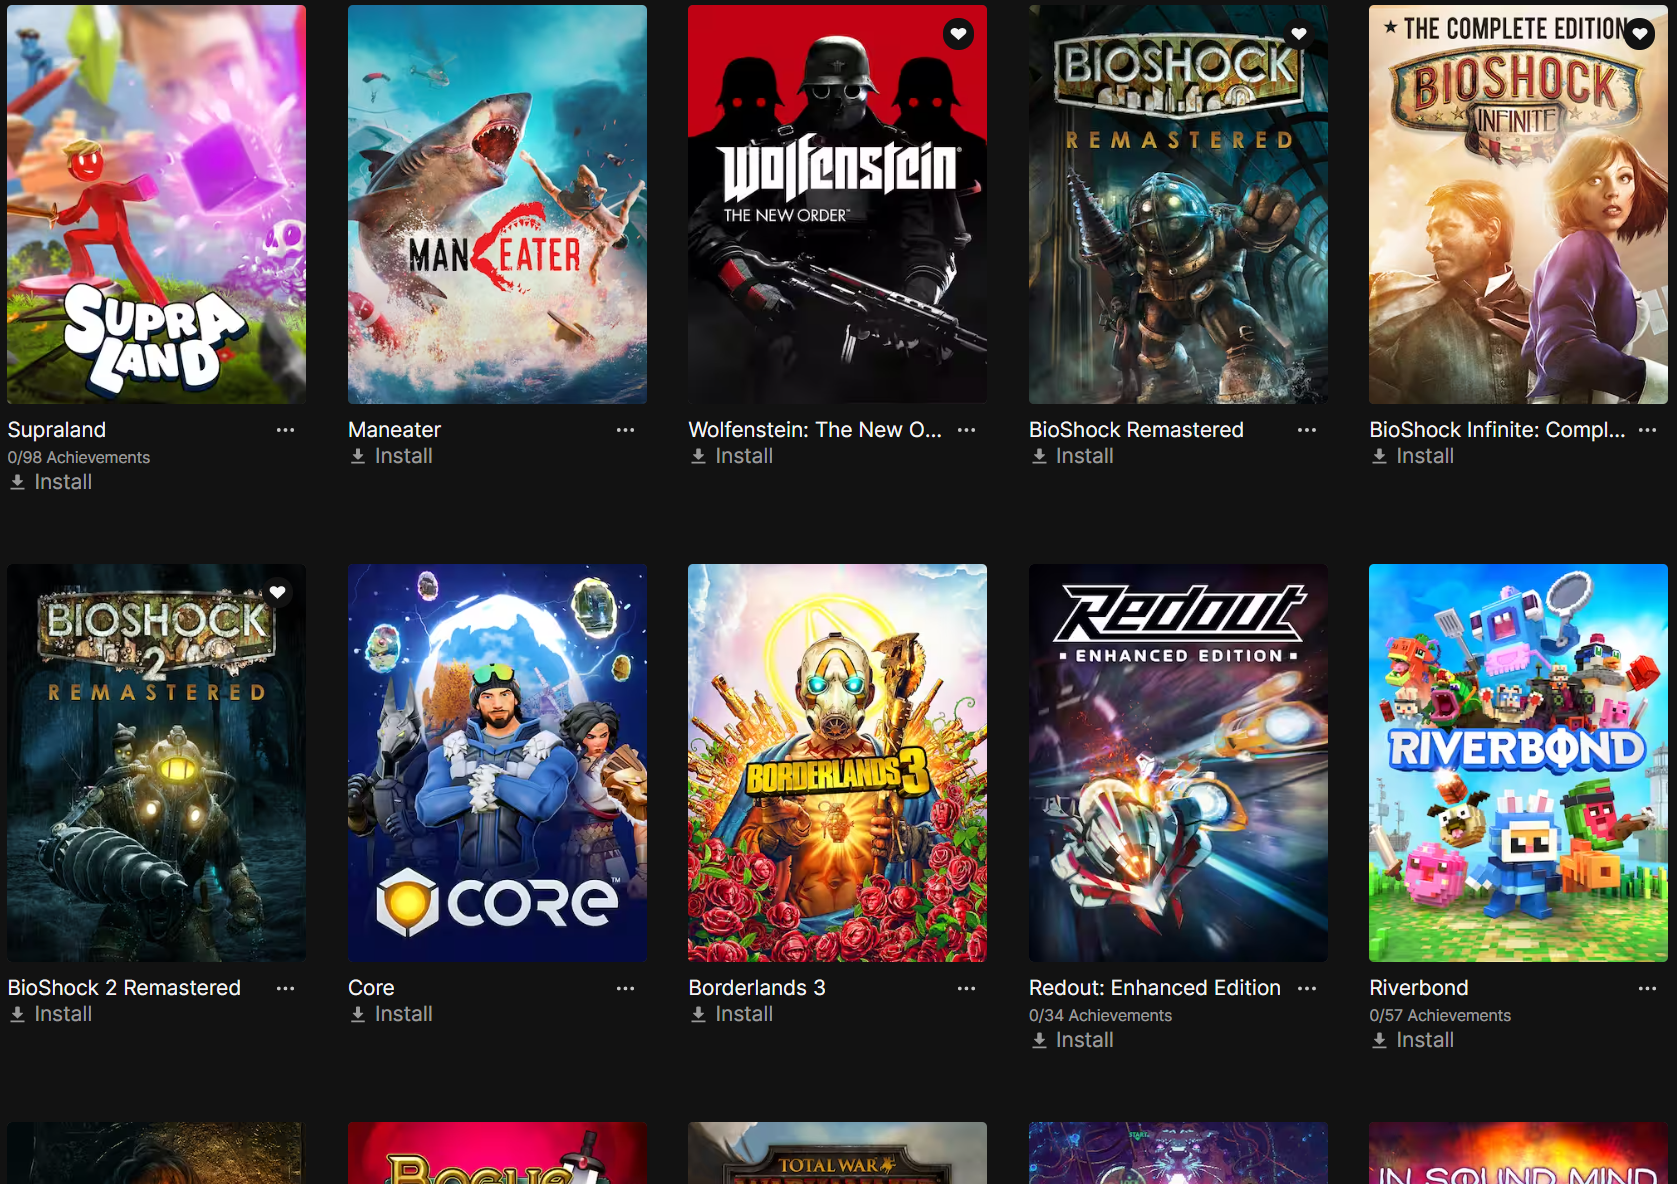 SUPRA
LAND
MANEATER
Wolfenstein
THE NEW ORDER™
BIOSHOCK
REMASTERED
★ THE COMPLETE EDITION
BIOSHOCK
INFINITE
Supraland
0/98 Achievements
Install
Maneater
Install
Wolfenstein: The New O...
Install
BioShock Remastered
Install
BioShock Infinite: Compl...
Install
BIOSHOCK
2
REMASTERED
CORE™
BORDERLANDS 3
Redout
ENHANCED EDITION
RIVERBOND
BioShock 2 Remastered
Install
Core
Install
Borderlands 3
Install
Redout: Enhanced Edition
0/34 Achievements
Install
Riverbond
0/57 Achievements
Install
ROGUE
TOTAL WAR
START
IN SOUND MIND